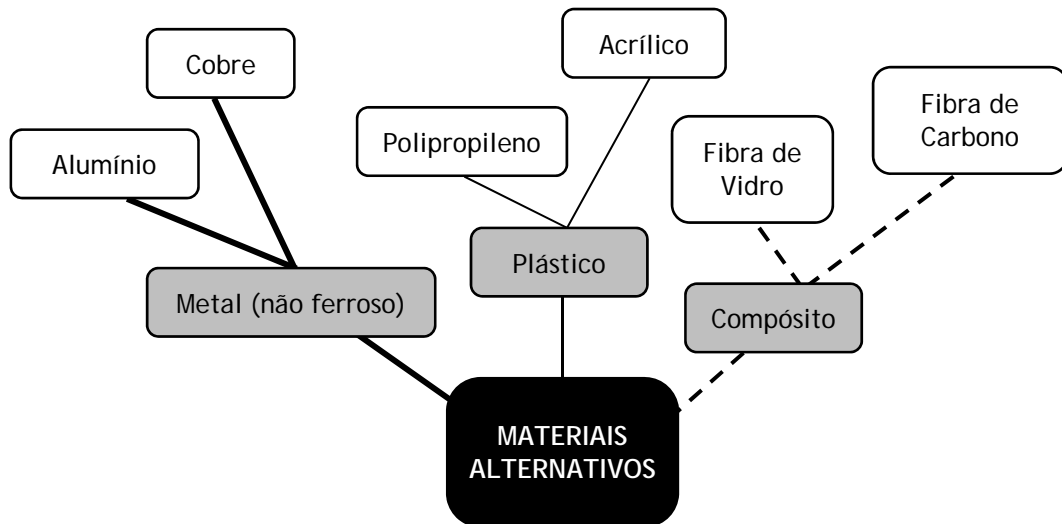 Acrílico
Cobre
Fibra de
Carbono
Polipropileno
Alumínio
Fibra de
Vidro
Plástico
Metal (não ferroso)
Compósito
MATERIAIS
ALTERNATIVOS